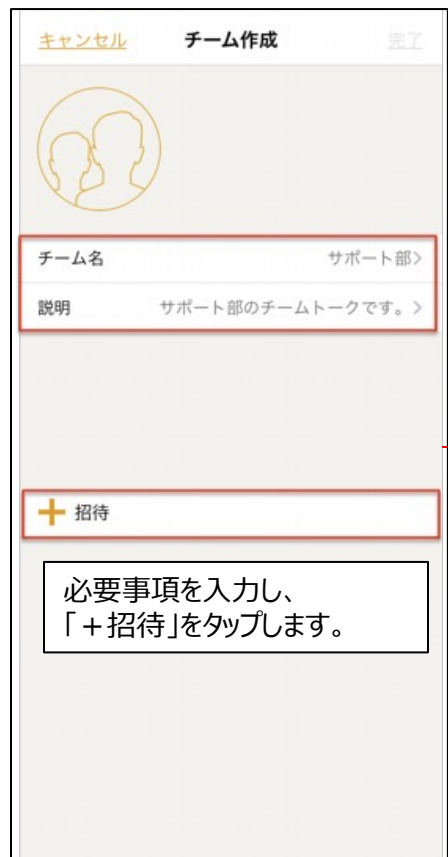 キャンセル チーム作成 完了
チーム名 サポート部>
説明 サポート部のチームトークです。>
+ 招待
必要事項を入力し、
「+招待」をタップします。